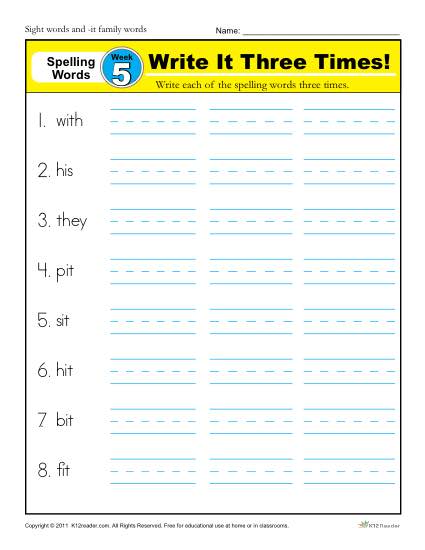 Sight words and -it family words
Name:
Spelling Words
Week 5
Write It Three Times!
Write each of the spelling words three times.
1. with
2. his
3. they
4. pit
5. sit
6. hit
7 bit
8. fit
Copyright © 2011 K12reader.com. All Rights Reserved. Free for educational use at home or in classrooms.
K12Reader